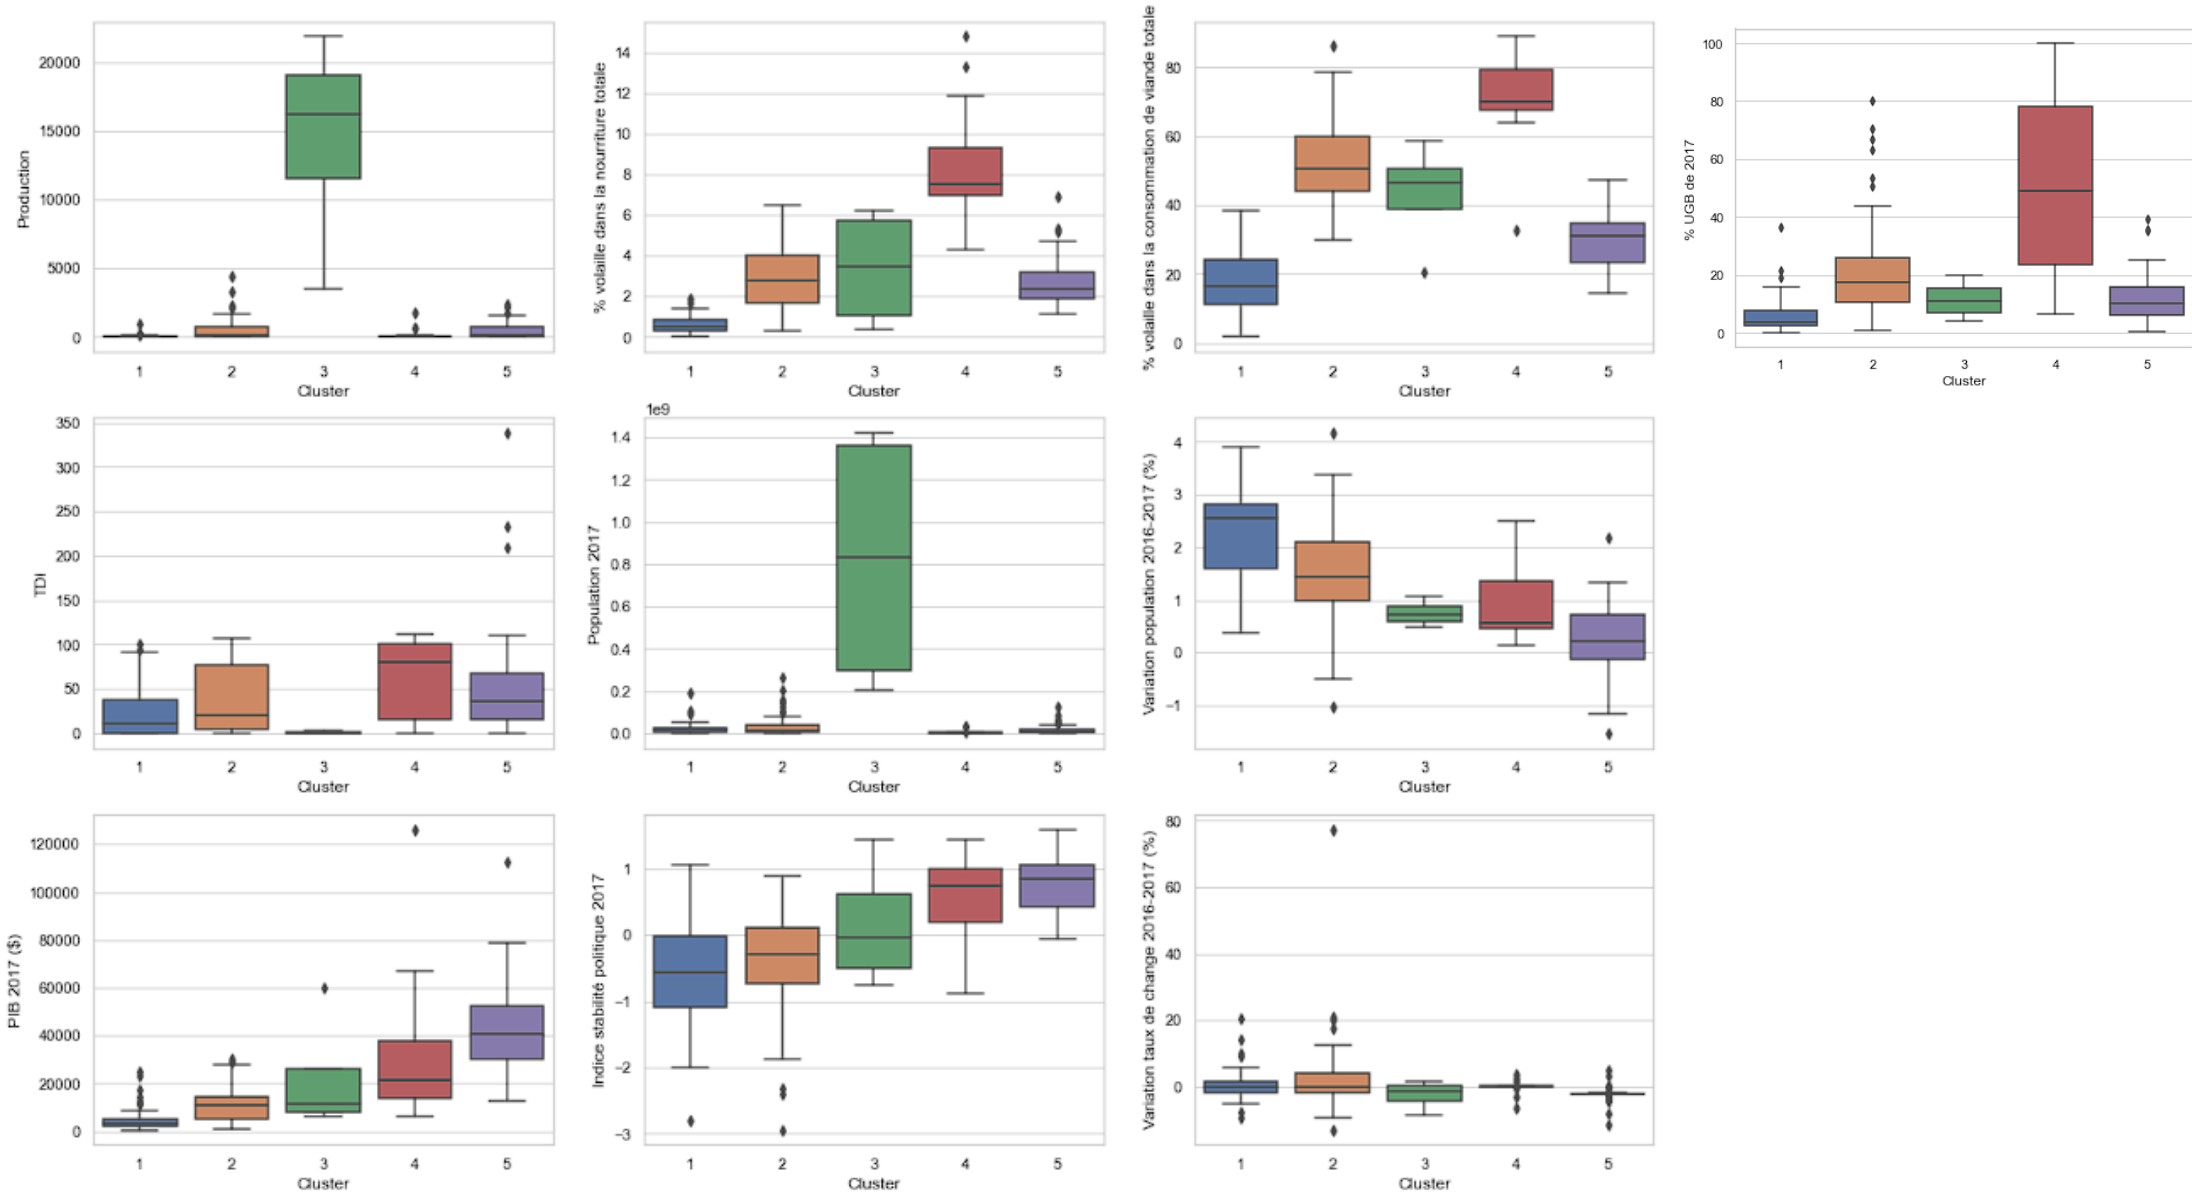 Production
20000
15000
10000
5000
0
1 2 3 4 5
Cluster
% volaille dans la nourriture totale
14
12
10
8
6
4
2
0
1 2 3 4 5
Cluster
% volaille dans la consommation de viande totale
80
60
40
20
0
1 2 3 4 5
Cluster
% UGB de 2017
100
80
60
40
20
0
1 2 3 4 5
Cluster
TDI
350
300
250
200
150
100
50
0
1 2 3 4 5
Cluster
1e9
Population 2017
1.4
1.2
1.0
0.8
0.6
0.4
0.2
0.0
1 2 3 4 5
Cluster
Variation population 2016-2017 (%)
4
3
2
1
0
−1
1 2 3 4 5
Cluster
PIB 2017 ($)
120000
100000
80000
60000
40000
20000
0
1 2 3 4 5
Cluster
Indice stabilité politique 2017
1
0
−1
−2
−3
1 2 3 4 5
Cluster
Variation taux de change 2016-2017 (%)
80
60
40
20
0
1 2 3 4 5
Cluster